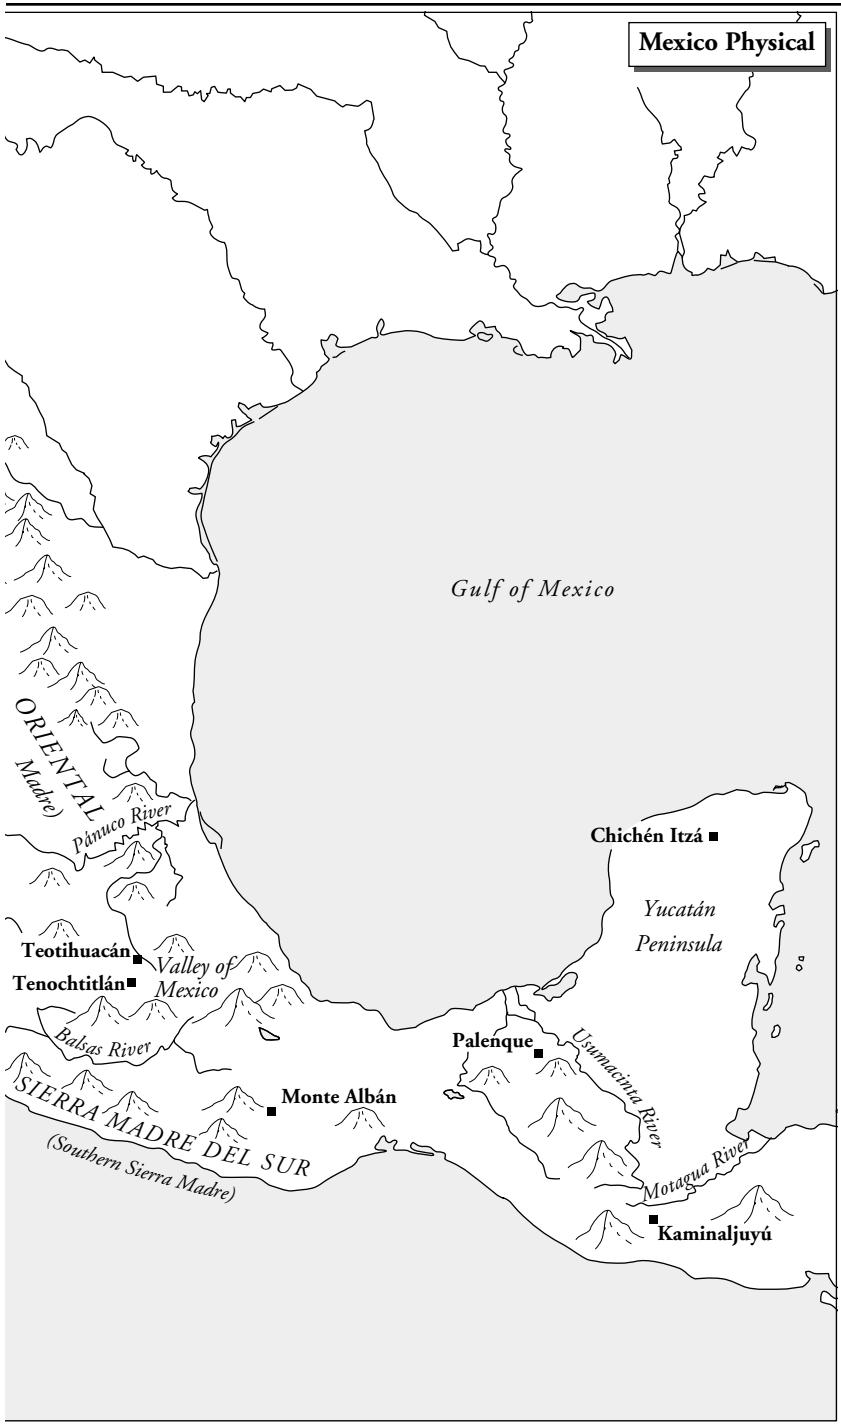 Mexico Physical
Gulf of Mexico
ORIENTAL
Madre)
Pánuco River
Chichén Itzá
Yucatán
Peninsula
Teotihuacán
Valley of
Tenochtitlán
Mexico
Balsas River
Palenque
Usumacinta River
Monte Albán
SIERRA MADRE DEL SUR
(Southern Sierra Madre)
Motagua River
Kaminaljuyú